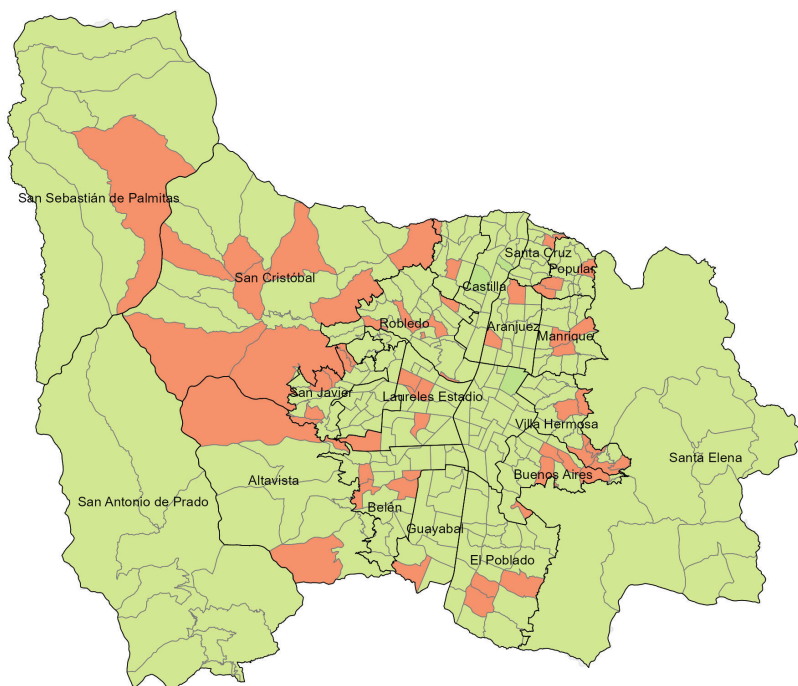 San Sebastián de Palmitas
San Cristóbal
Santa Cruz
Popular
Castilla
Robledo
Aranjuez
Manrique
San Javier
Laureles Estadio
Villa Hermosa
Santa Elena
Buenos Aires
Altavista
San Antonio de Prado
Belén
Guayabal
El Poblado